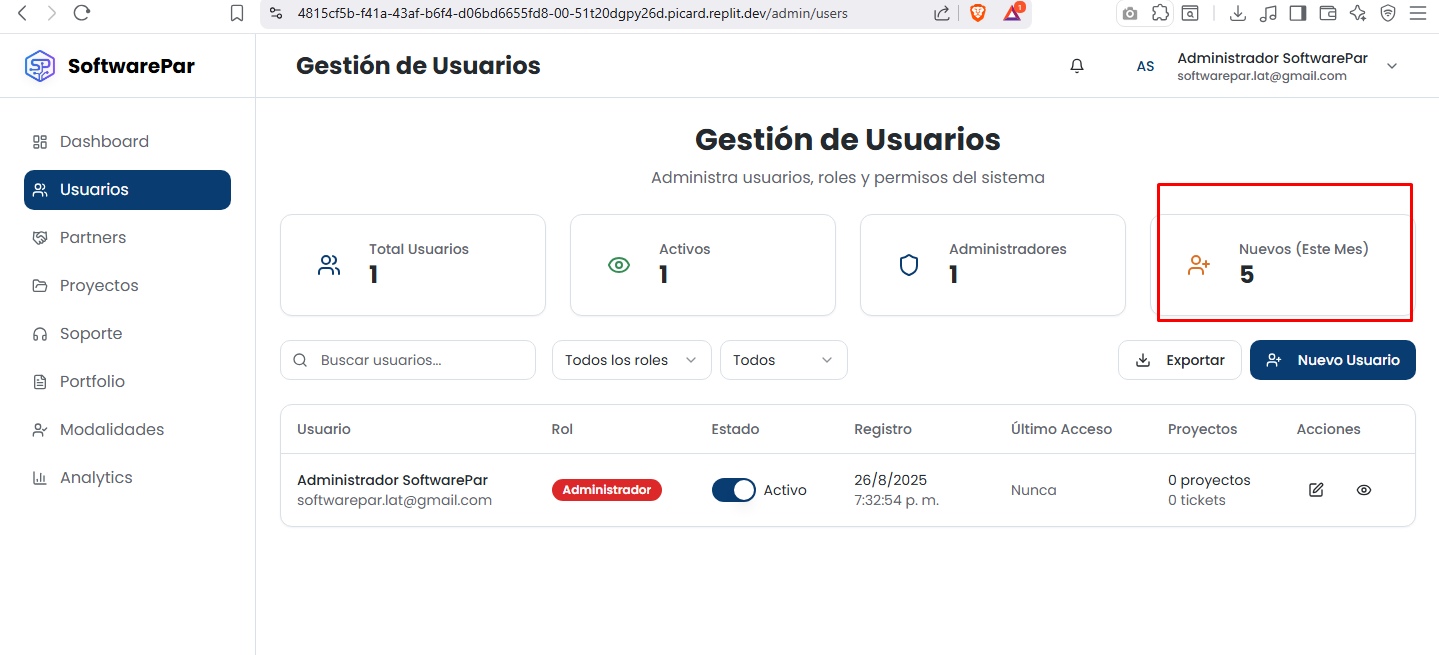 4815cf5b-f41a-43af-b6f4-d06bd6655fd8-00-51t20dgpy26d.picard.replit.dev/admin/users
1
SP SoftwarePar
Gestión de Usuarios
AS
Administrador SoftwarePar
softwarepar.lat@gmail.com
Dashboard
Usuarios
Partners
Proyectos
Soporte
Portfolio
Modalidades
Analytics
Gestión de Usuarios
Administra usuarios, roles y permisos del sistema
Total Usuarios
1
Activos
1
Administradores
1
Nuevos (Este Mes)
5
Buscar usuarios...
Todos los roles
Todos
Exportar
Nuevo Usuario
Usuario Rol Estado Registro Último Acceso Proyectos Acciones
Administrador SoftwarePar
softwarepar.lat@gmail.com
Administrador
Activo
26/8/2025
7:32:54 p. m.
Nunca
0 proyectos
0 tickets